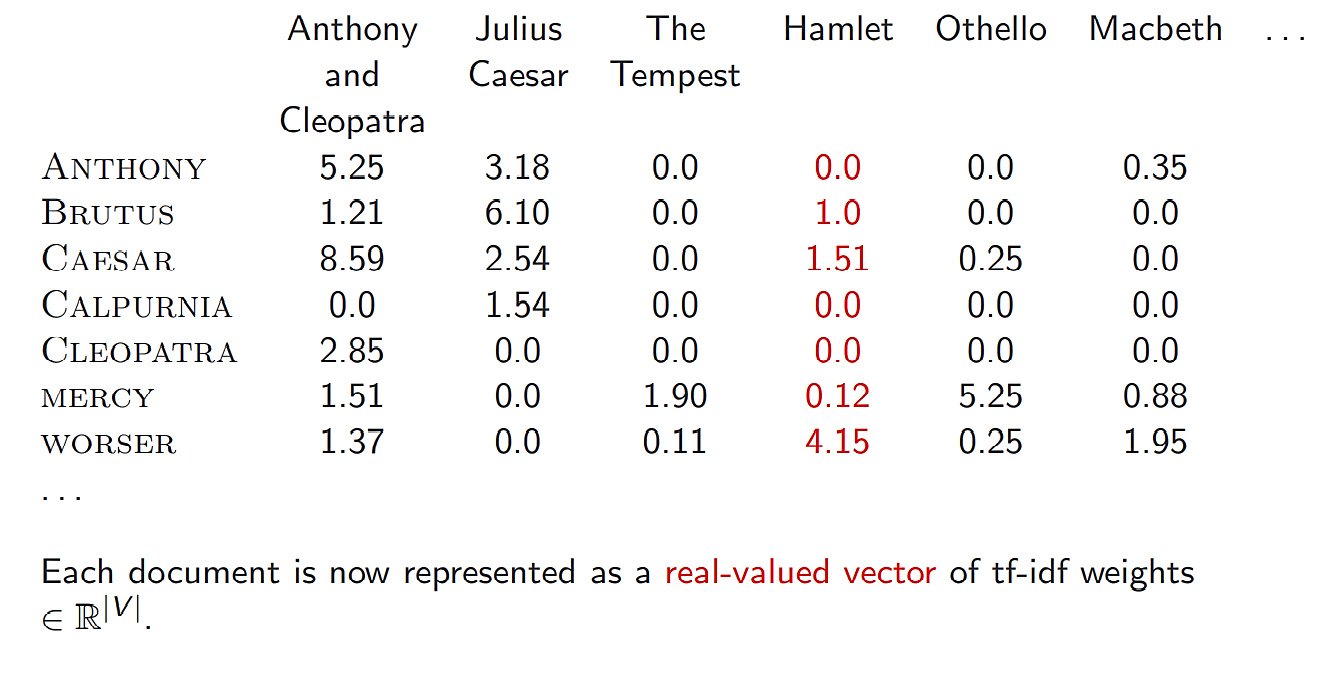 Anthony Julius The Hamlet Othello Macbeth . . .
and Caesar Tempest
Cleopatra
ANTHONY 5.25 3.18 0.0 0.0 0.0 0.35
BRUTUS 1.21 6.10 0.0 1.0 0.0 0.0
CAESAR 8.59 2.54 0.0 1.51 0.25 0.0
CALPURNIA 0.0 1.54 0.0 0.0 0.0 0.0
CLEOPATRA 2.85 0.0 0.0 0.0 0.0 0.0
MERCY 1.51 0.0 1.90 0.12 5.25 0.88
WORSER 1.37 0.0 0.11 4.15 0.25 1.95
. . .
Each document is now represented as a real-valued vector of tf-idf weights
∈ ℝ|V|.